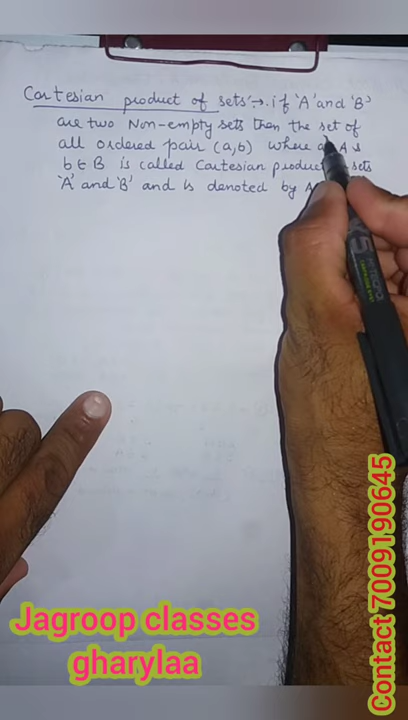 Cartesian product of sets :→ if 'A' and 'B'
are two Non-empty sets then the set of
all ordered pair (a,b) where a A &
b ∈ B is called Cartesian product sets
'A' and 'B' and is denoted by A
Jagroop classes
gharylaa
Contact 7009190645